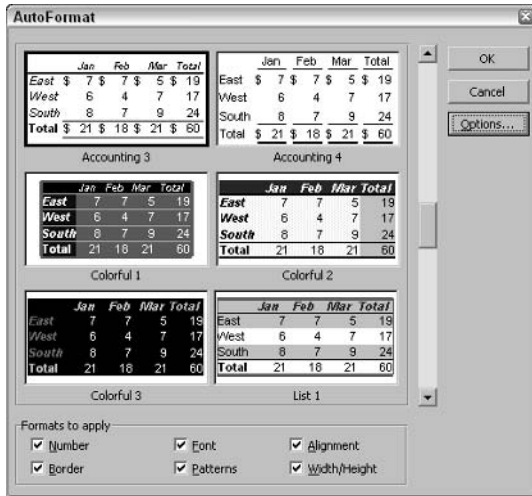 AutoFormat
Jan Feb Mar Total
East $ 7 $ 7 $ 5 $ 19
West 6 4 7 17
South 8 7 9 24
Total $ 21 $ 18 $ 21 $ 60
Accounting 3
Jan Feb Mar Total
East $ 7 $ 7 $ 5 $ 19
West 6 4 7 17
South 8 7 9 24
Total $ 21 $ 18 $ 21 $ 60
Accounting 4
OK
Cancel
Options...
Jan Feb Mar Total
East 7 7 5 19
West 6 4 7 17
South 8 7 9 24
Total 21 18 21 60
Colorful 1
Jan Feb Mar Total
East 7 7 5 19
West 6 4 7 17
South 8 7 9 24
Total 21 18 21 60
Colorful 2
Jan Feb Mar Total
East 7 7 5 19
West 6 4 7 17
South 8 7 9 24
Total 21 18 21 60
Colorful 3
Jan Feb Mar Total
East 7 7 5 19
West 6 4 7 17
South 8 7 9 24
Total 21 18 21 60
List 1
Formats to apply
Number Font Alignment
Border Patterns Width/Height